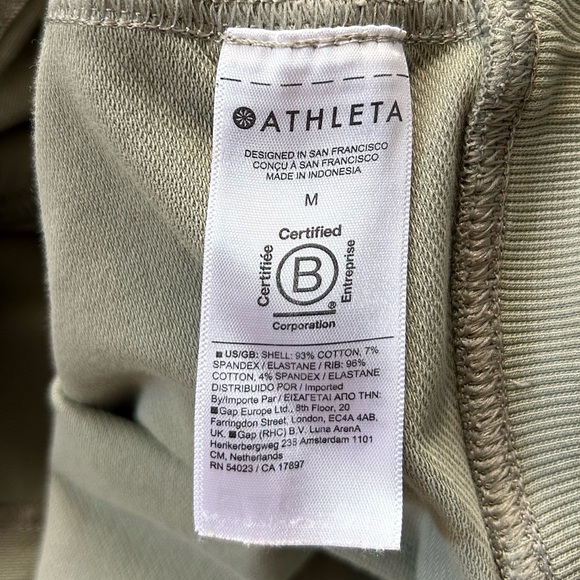 ATHLETA
DESIGNED IN SAN FRANCISCO
CONÇU À SAN FRANCISCO
MADE IN INDONESIA
M
Certified
Certifiée
B
Entreprise
®
Corporation
US/GB: SHELL: 93% COTTON, 7%
SPANDEX / ELASTANE / RIB: 96%
COTTON, 4% SPANDEX / ELASTANE
DISTRIBUIDO POR / Imported
By/Importe Par / ΕΙΣΑΓΕΤΑΙ ΑΠΟ ΤΗΝ:
Gap Europe Ltd., 8th Floor, 20
Farringdon Street, London, EC4A 4AB,
UK. Gap (RHC) B.V. Luna ArenA
Herikerbergweg 238 Amsterdam 1101
CM, Netherlands
RN 54023 / CA 17897